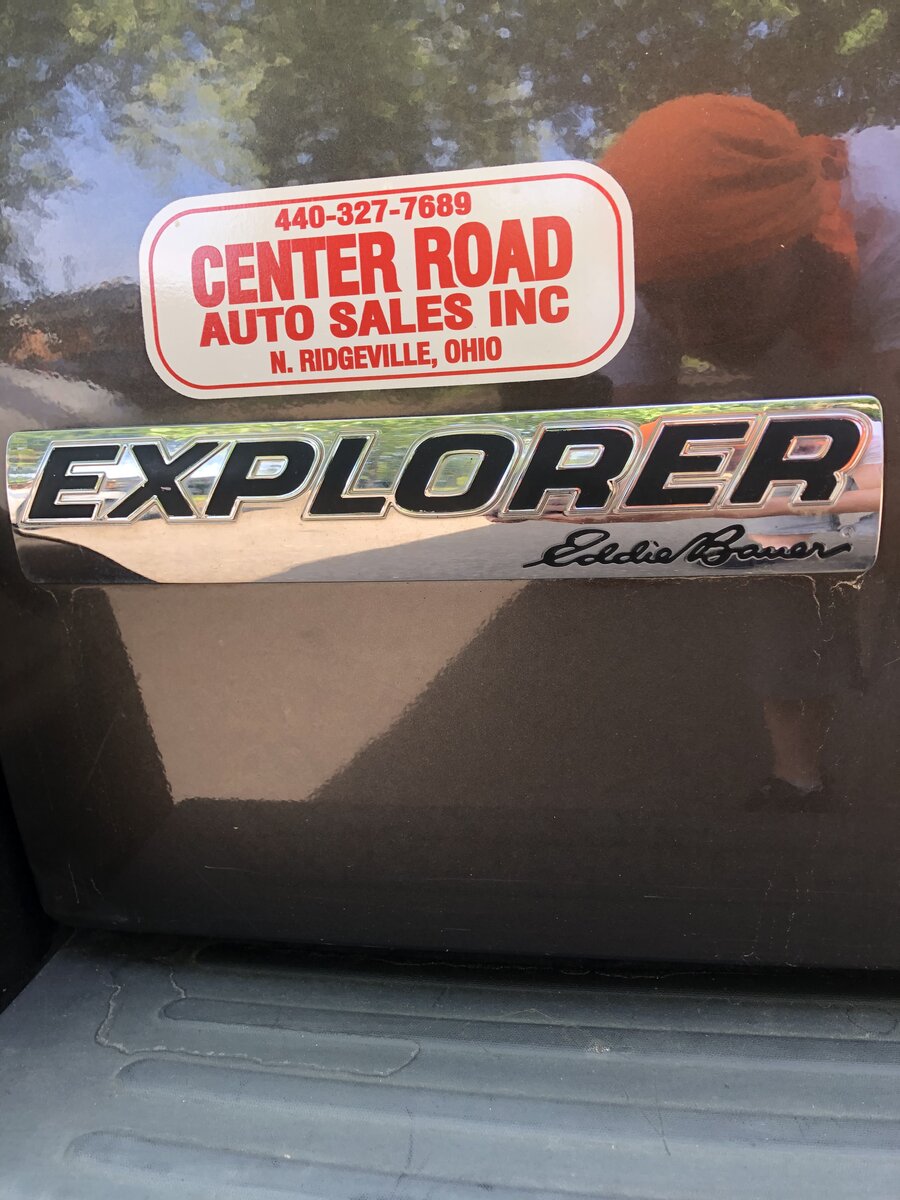 440-327-7689
CENTER ROAD
AUTO SALES INC
N. RIDGEVILLE, OHIO
EXPLORER
Eddie Bauer